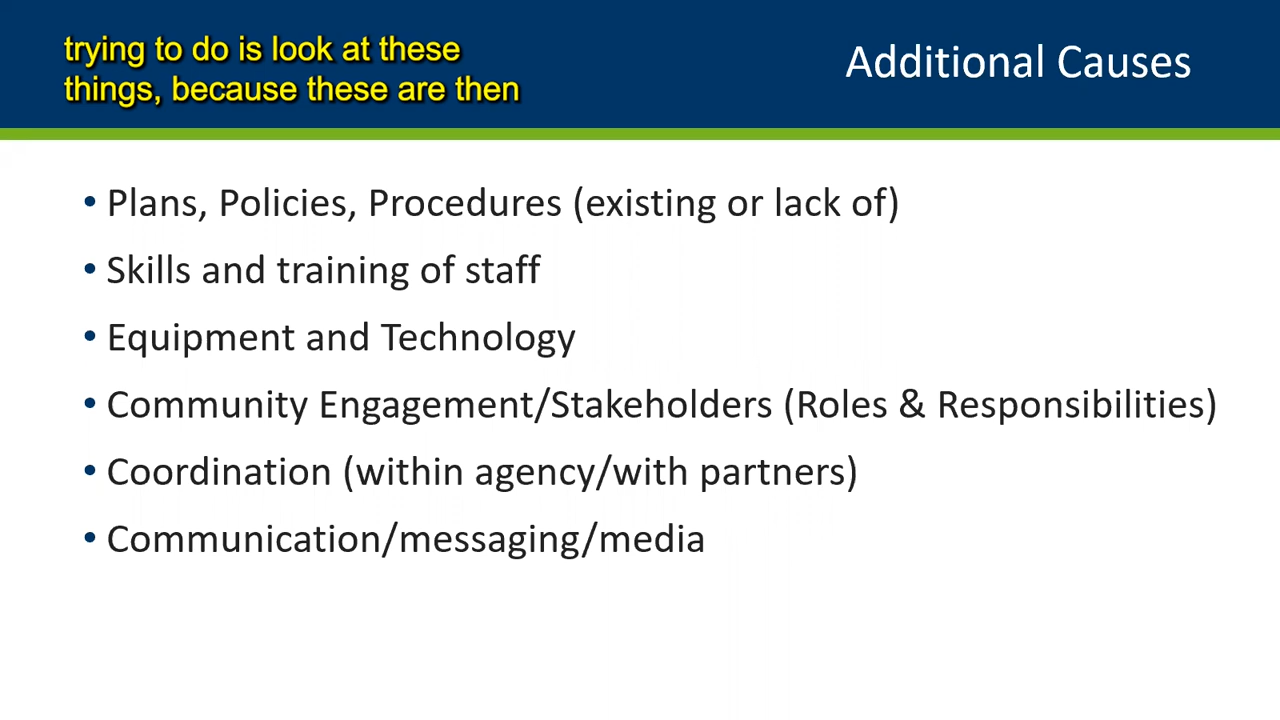 trying to do is look at these
things, because these are then
Additional Causes
• Plans, Policies, Procedures (existing or lack of)
• Skills and training of staff
• Equipment and Technology
• Community Engagement/Stakeholders (Roles & Responsibilities)
• Coordination (within agency/with partners)
• Communication/messaging/media